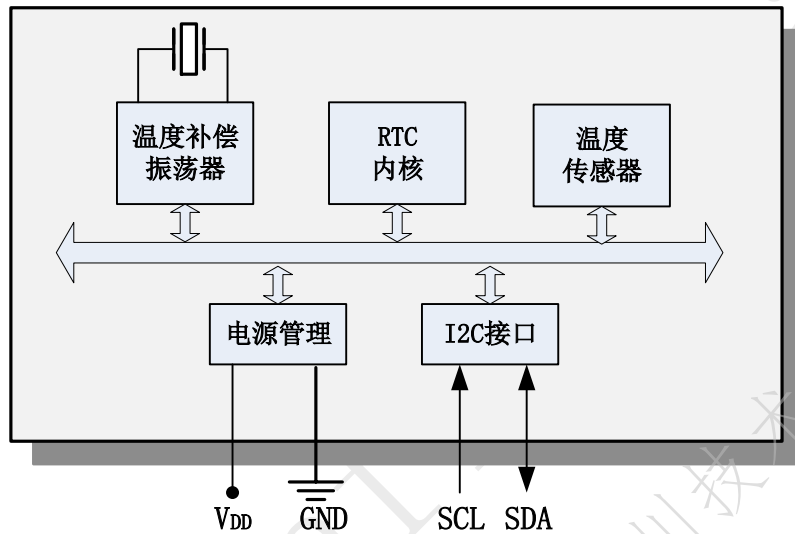 温度补偿
振荡器
RTC
内核
温度
传感器
电源管理
I2C接口
VDD
GND
SCL
SDA